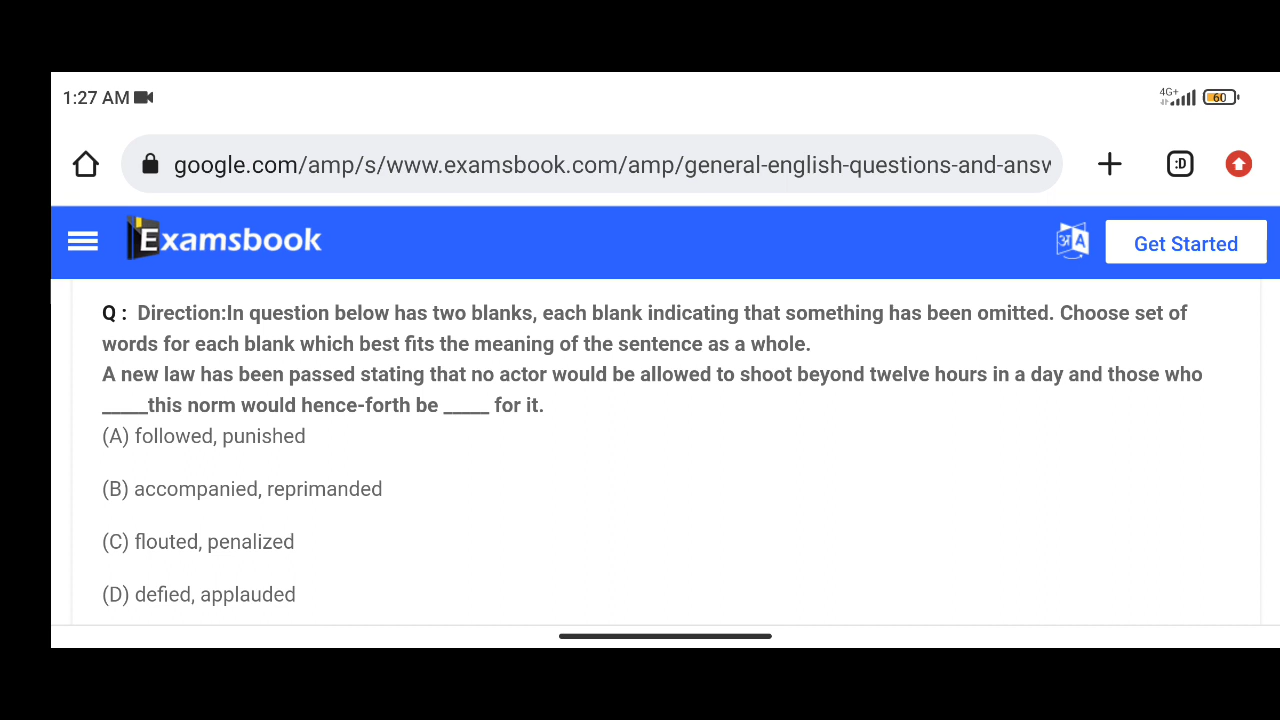 1:27 AM
4G+ 60
google.com/amp/s/www.examsbook.com/amp/general-english-questions-and-answ
:D
Examsbook
अ A
Get Started
Q : Direction:In question below has two blanks, each blank indicating that something has been omitted. Choose set of
words for each blank which best fits the meaning of the sentence as a whole.
A new law has been passed stating that no actor would be allowed to shoot beyond twelve hours in a day and those who
_____this norm would hence-forth be _____ for it.
(A) followed, punished
(B) accompanied, reprimanded
(C) flouted, penalized
(D) defied, applauded